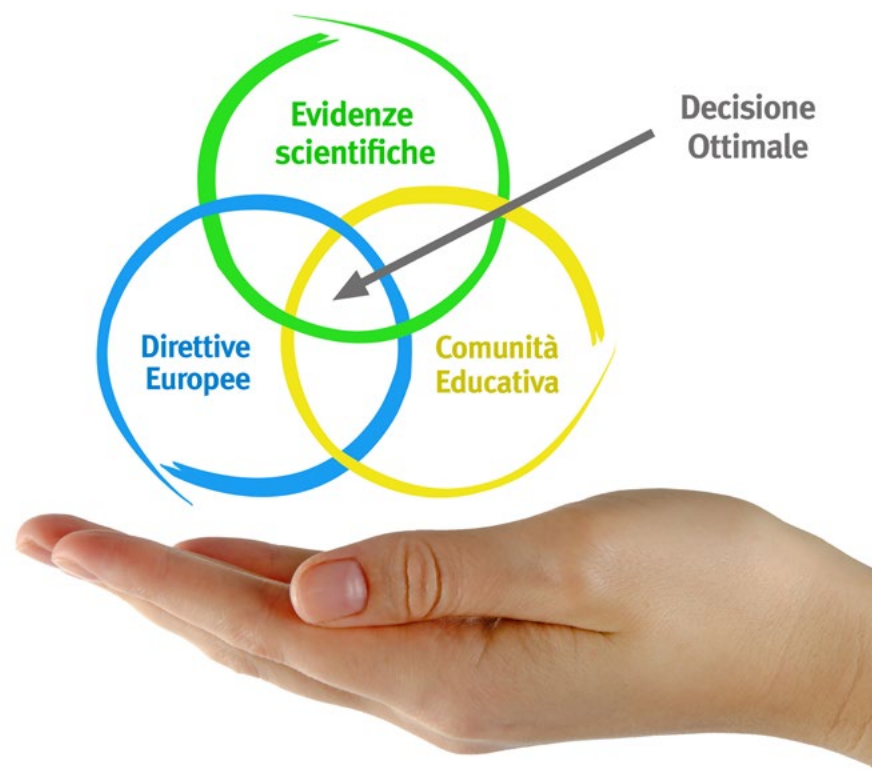 Evidenze
scientifiche
Decisione
Ottimale
Direttive
Europee
Comunità
Educativa